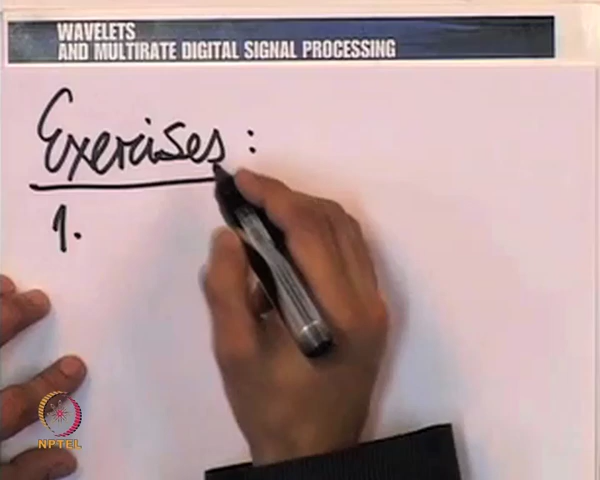 WAVELETS
AND MULTIRATE DIGITAL SIGNAL PROCESSING
Exercises :
1.
NPTEL